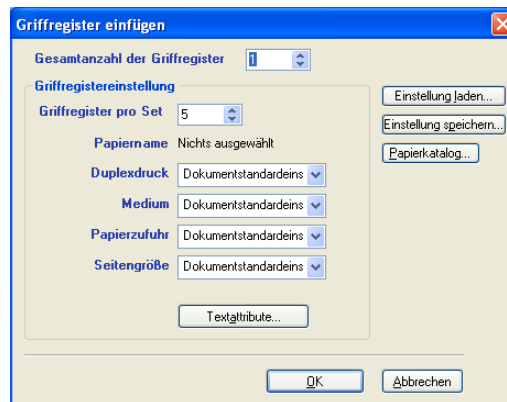 Griffregister einfügen
Gesamtanzahl der Griffregister 1
Griffregistereinstellung
Griffregister pro Set 5
Papiername Nichts ausgewählt
Duplexdruck Dokumentstandardeins
Medium Dokumentstandardeins
Papierzufuhr Dokumentstandardeins
Seitengröße Dokumentstandardeins
Textattribute...
Einstellung laden...
Einstellung speichern...
Papierkatalog...
OK
Abbrechen